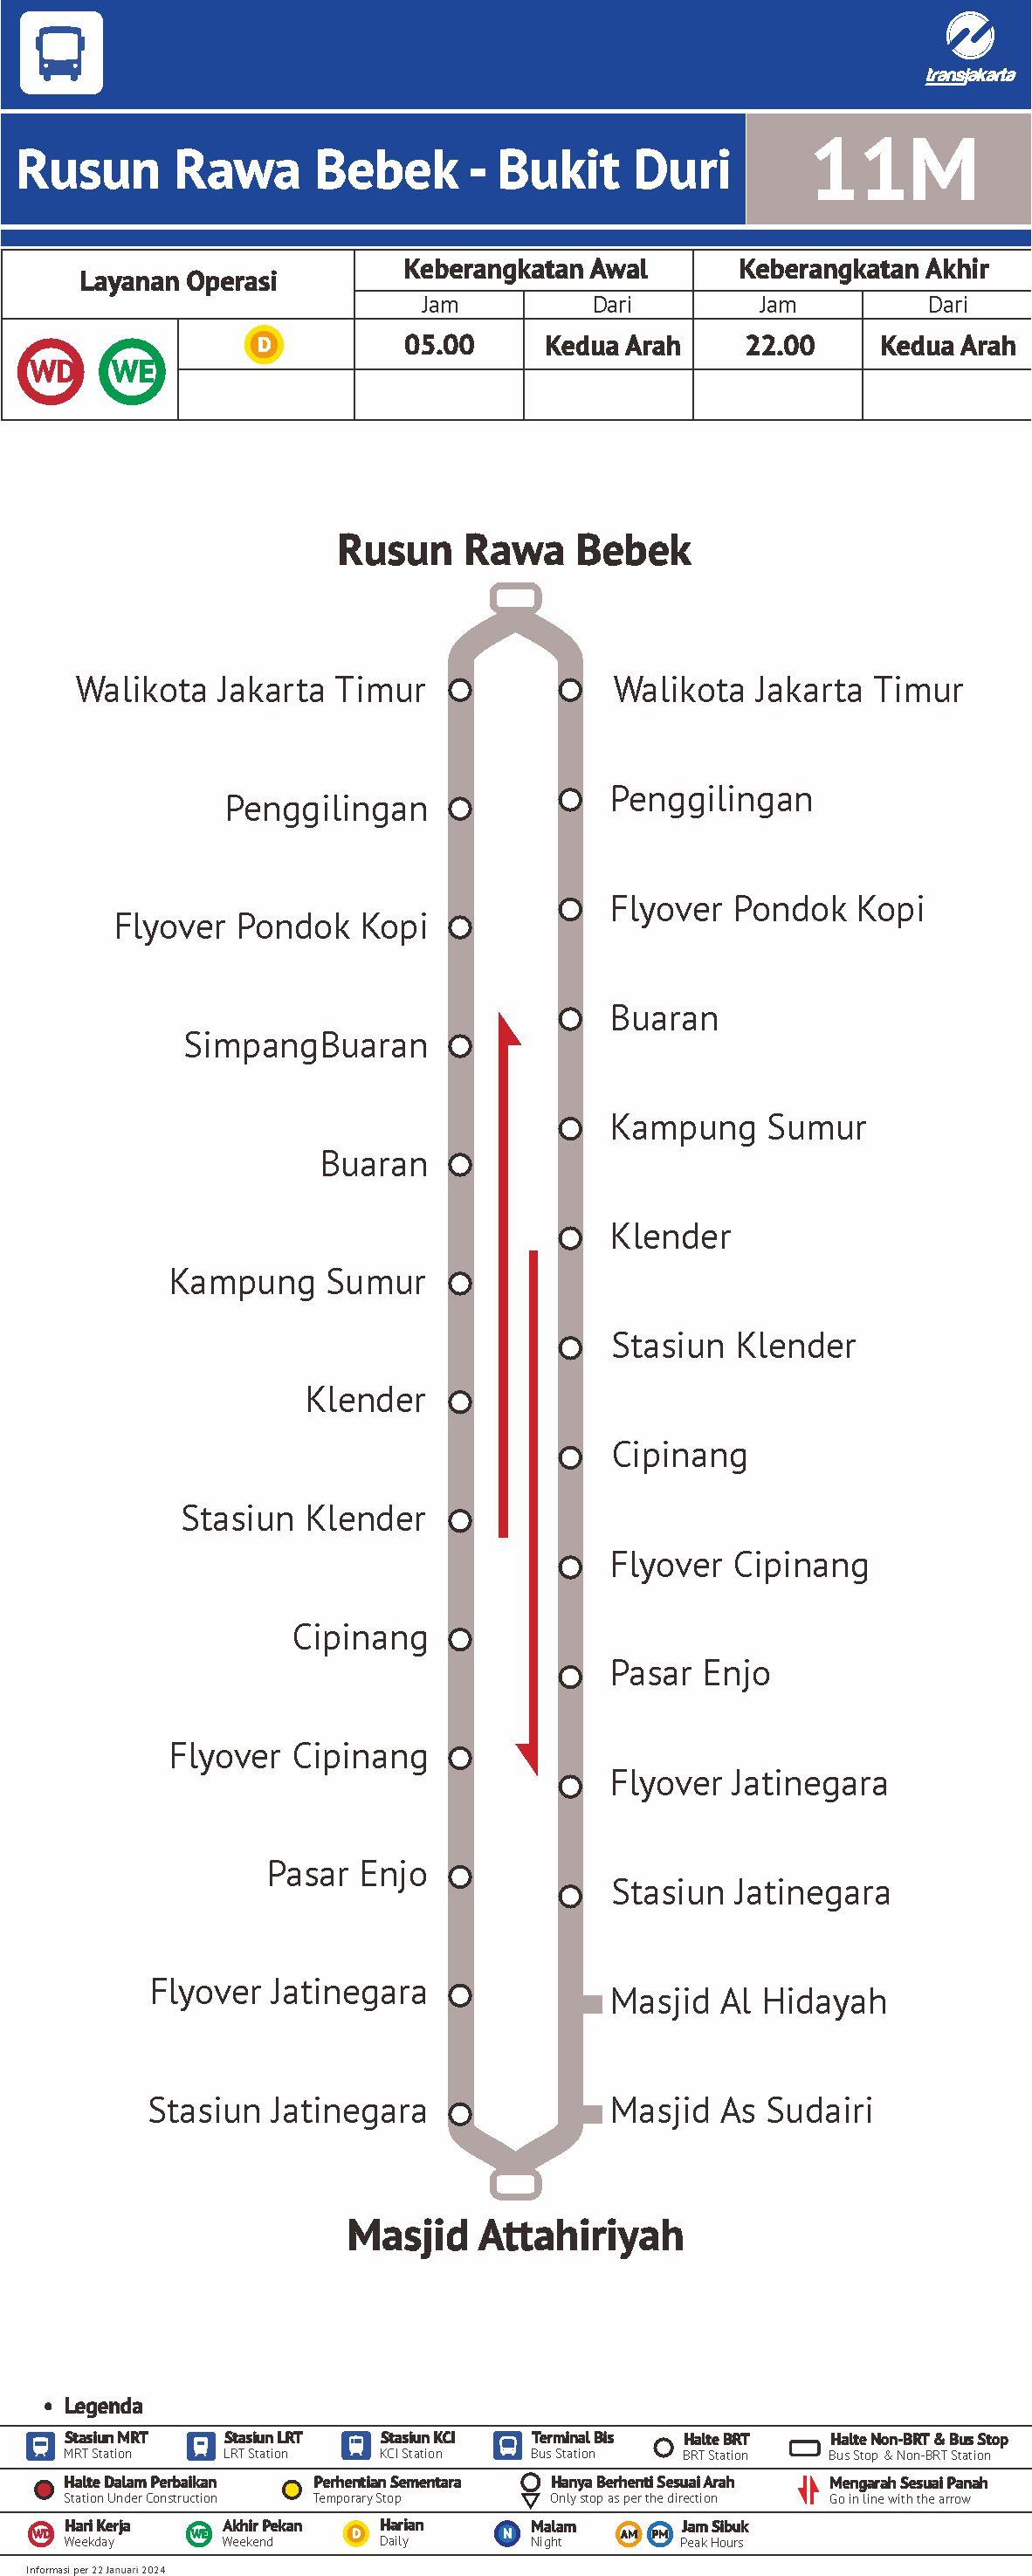 transjakarta
Rusun Rawa Bebek - Bukit Duri
11M
Layanan Operasi
Keberangkatan Awal
Keberangkatan Akhir
Jam
Dari
Jam
Dari
WD
WE
D
05.00
Kedua Arah
22.00
Kedua Arah
Rusun Rawa Bebek
Walikota Jakarta Timur
Walikota Jakarta Timur
Penggilingan
Penggilingan
Flyover Pondok Kopi
Flyover Pondok Kopi
Buaran
SimpangBuaran
Kampung Sumur
Buaran
Klender
Kampung Sumur
Stasiun Klender
Klender
Cipinang
Stasiun Klender
Flyover Cipinang
Cipinang
Pasar Enjo
Flyover Cipinang
Flyover Jatinegara
Pasar Enjo
Stasiun Jatinegara
Flyover Jatinegara
Masjid Al Hidayah
Stasiun Jatinegara
Masjid As Sudairi
Masjid Attahiriyah
• Legenda
Stasiun MRT
MRT Station
Stasiun LRT
LRT Station
Stasiun KCI
KCI Station
Terminal Bis
Bus Station
Halte BRT
BRT Station
Halte Non-BRT & Bus Stop
Bus Stop & Non-BRT Station
Halte Dalam Perbaikan
Station Under Construction
Perhentian Sementara
Temporary Stop
Hanya Berhenti Sesuai Arah
Only stop as per the direction
Mengarah Sesuai Panah
Go in line with the arrow
WD
Hari Kerja
Weekday
WE
Akhir Pekan
Weekend
D
Harian
Daily
N
Malam
Night
AM
PM
Jam Sibuk
Peak Hours
Informasi per 22 Januari 2024